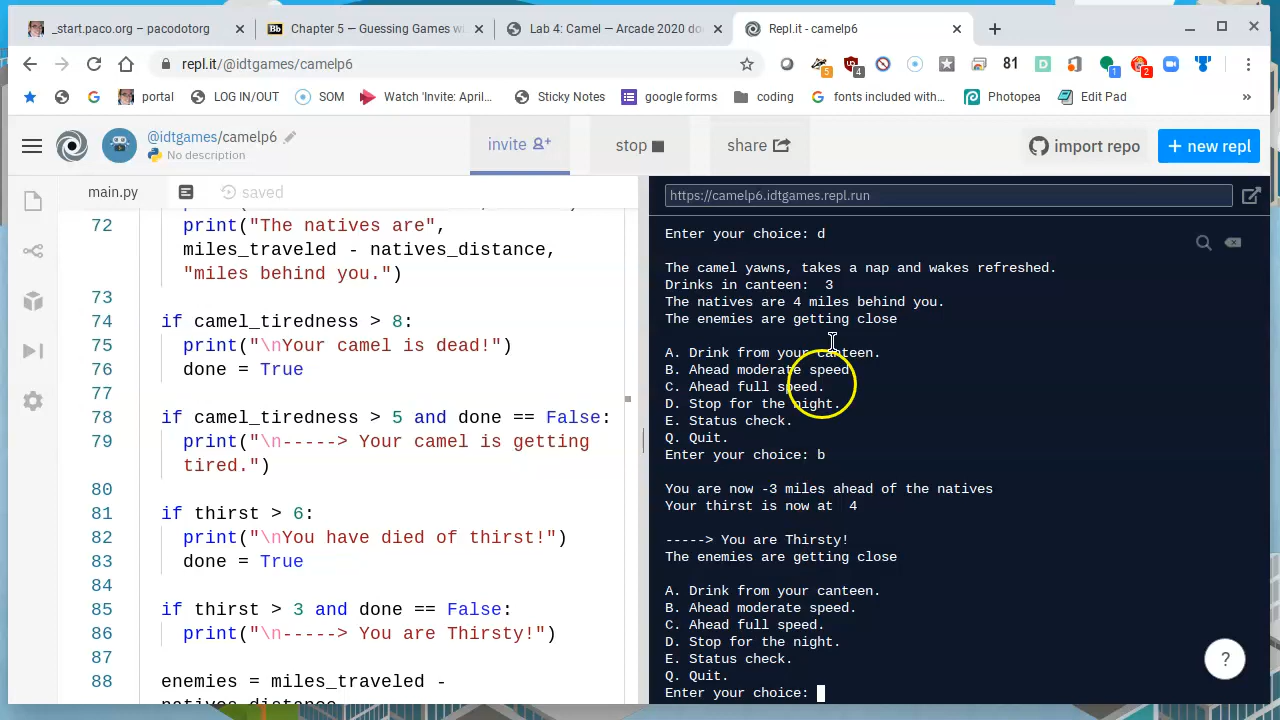 _start.paco.org – pacodotorg
Bb Chapter 5 — Guessing Games wi
Lab 4: Camel — Arcade 2020 do
Repl.it - camelp6
repl.it/@idtgames/camelp6
5
4
81
D
1
2
portal
LOG IN/OUT
SOM
Watch 'Invite: April...
Sticky Notes
google forms
coding
fonts included with...
Photopea
Edit Pad
»
@idtgames/camelp6
No description
invite
stop
share
import repo
+ new repl
main.py
saved
https://camelp6.idtgames.repl.run
72 print("The natives are",
miles_traveled - natives_distance,
"miles behind you.")
73
74 if camel_tiredness > 8:
75 print("\nYour camel is dead!")
76 done = True
77
78 if camel_tiredness > 5 and done == False:
79 print("\n-----> Your camel is getting
tired.")
80
81 if thirst > 6:
82 print("\nYou have died of thirst!")
83 done = True
84
85 if thirst > 3 and done == False:
86 print("\n-----> You are Thirsty!")
87
88 enemies = miles_traveled -
natives_distance
Enter your choice: d
The camel yawns, takes a nap and wakes refreshed.
Drinks in canteen:  3
The natives are 4 miles behind you.
The enemies are getting close
A. Drink from your canteen.
B. Ahead moderate speed
C. Ahead full speed.
D. Stop for the night.
E. Status check.
Q. Quit.
Enter your choice: b
You are now -3 miles ahead of the natives
Your thirst is now at  4
-----> You are Thirsty!
The enemies are getting close
A. Drink from your canteen.
B. Ahead moderate speed.
C. Ahead full speed.
D. Stop for the night.
E. Status check.
Q. Quit.
Enter your choice:
?